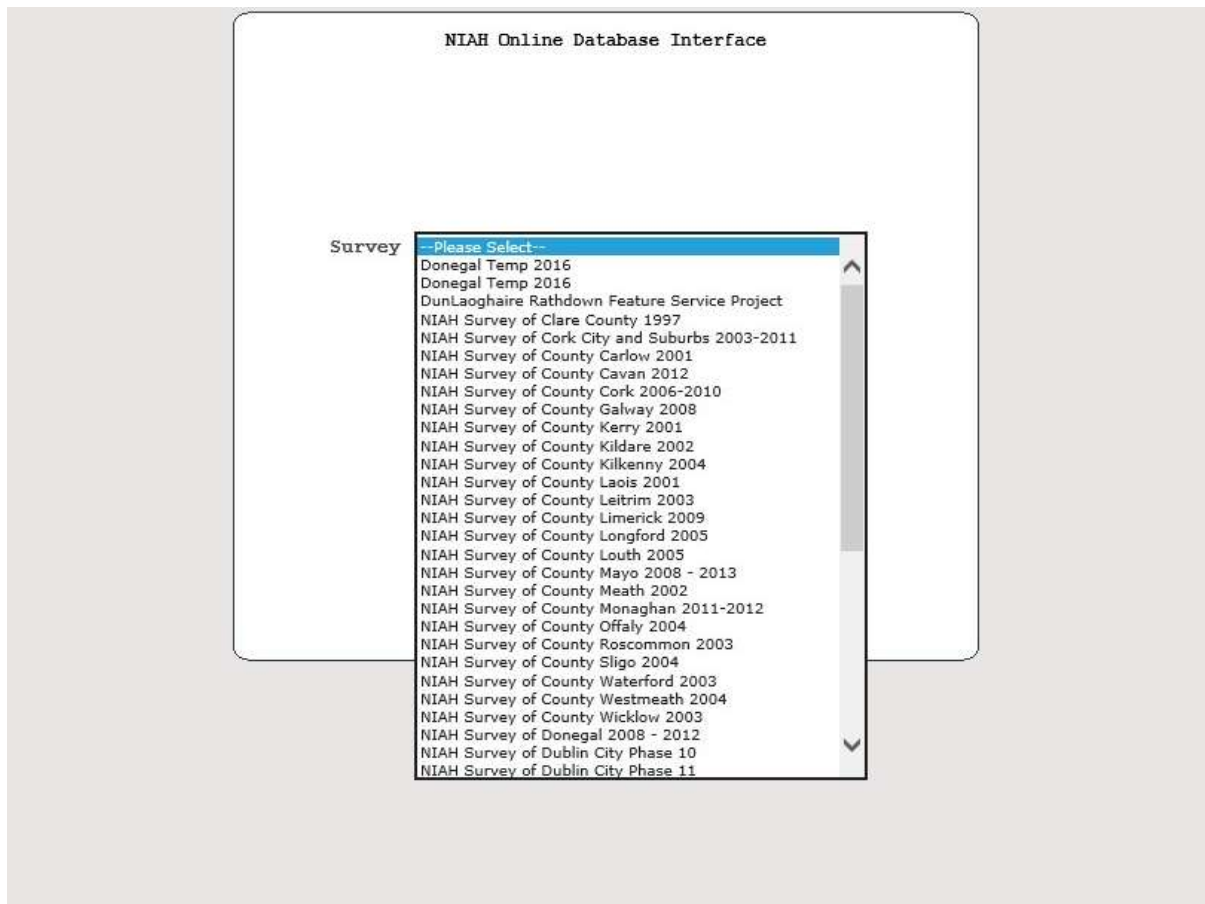 NIAH Online Database Interface
Survey --Please Select--
Donegal Temp 2016
Donegal Temp 2016
DunLaoghaire Rathdown Feature Service Project
NIAH Survey of Clare County 1997
NIAH Survey of Cork City and Suburbs 2003-2011
NIAH Survey of County Carlow 2001
NIAH Survey of County Cavan 2012
NIAH Survey of County Cork 2006-2010
NIAH Survey of County Galway 2008
NIAH Survey of County Kerry 2001
NIAH Survey of County Kildare 2002
NIAH Survey of County Kilkenny 2004
NIAH Survey of County Laois 2001
NIAH Survey of County Leitrim 2003
NIAH Survey of County Limerick 2009
NIAH Survey of County Longford 2005
NIAH Survey of County Louth 2005
NIAH Survey of County Mayo 2008 - 2013
NIAH Survey of County Meath 2002
NIAH Survey of County Monaghan 2011-2012
NIAH Survey of County Offaly 2004
NIAH Survey of County Roscommon 2003
NIAH Survey of County Sligo 2004
NIAH Survey of County Waterford 2003
NIAH Survey of County Westmeath 2004
NIAH Survey of County Wicklow 2003
NIAH Survey of Donegal 2008 - 2012
NIAH Survey of Dublin City Phase 10
NIAH Survey of Dublin City Phase 11